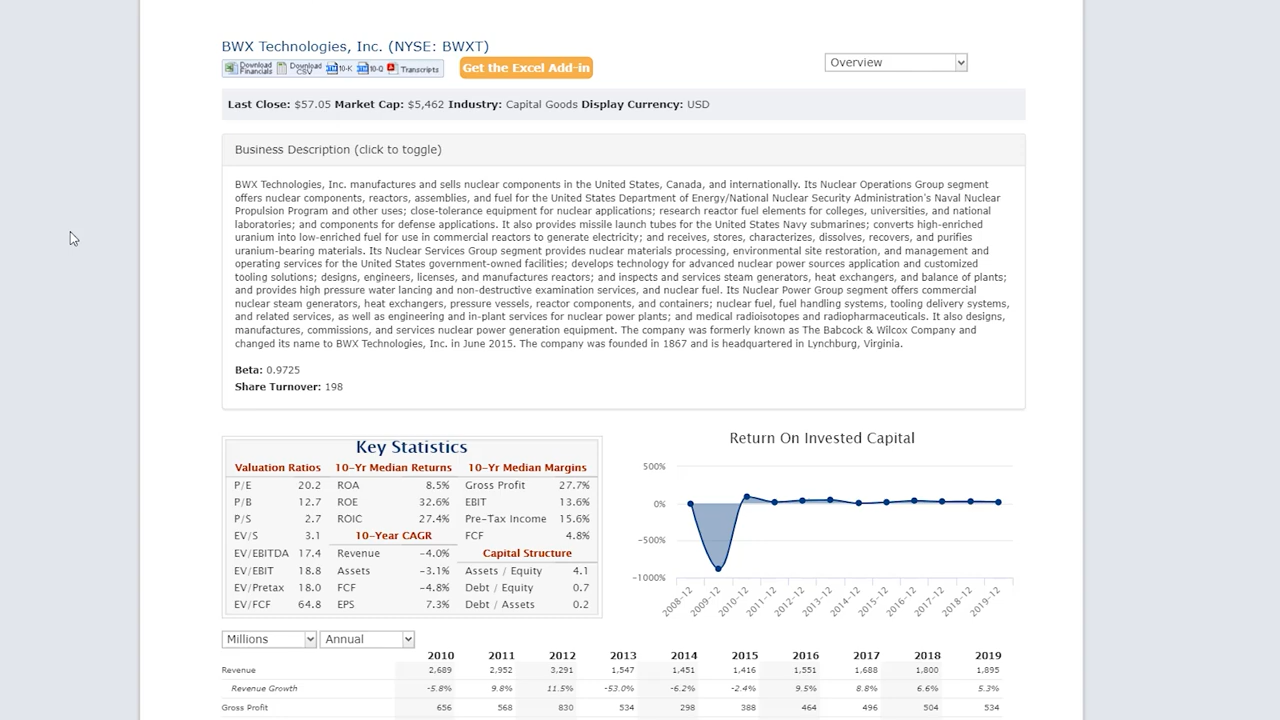 BWX Technologies, Inc. (NYSE: BWXT)
Download Financials Download CSV 10-K 10-Q Transcripts Get the Excel Add-in Overview
Last Close: $57.05 Market Cap: $5,462 Industry: Capital Goods Display Currency: USD
Business Description (click to toggle)
BWX Technologies, Inc. manufactures and sells nuclear components in the United States, Canada, and internationally. Its Nuclear Operations Group segment
offers nuclear components, reactors, assemblies, and fuel for the United States Department of Energy/National Nuclear Security Administration's Naval Nuclear
Propulsion Program and other uses; close-tolerance equipment for nuclear applications; research reactor fuel elements for colleges, universities, and national
laboratories; and components for defense applications. It also provides missile launch tubes for the United States Navy submarines; converts high-enriched
uranium into low-enriched fuel for use in commercial reactors to generate electricity; and receives, stores, characterizes, dissolves, recovers, and purifies
uranium-bearing materials. Its Nuclear Services Group segment provides nuclear materials processing, environmental site restoration, and management and
operating services for the United States government-owned facilities; develops technology for advanced nuclear power sources application and customized
tooling solutions; designs, engineers, licenses, and manufactures reactors; and inspects and services steam generators, heat exchangers, and balance of plants;
and provides high pressure water lancing and non-destructive examination services, and nuclear fuel. Its Nuclear Power Group segment offers commercial
nuclear steam generators, heat exchangers, pressure vessels, reactor components, and containers; nuclear fuel, fuel handling systems, tooling delivery systems,
and related services, as well as engineering and in-plant services for nuclear power plants; and medical radioisotopes and radiopharmaceuticals. It also designs,
manufactures, commissions, and services nuclear power generation equipment. The company was formerly known as The Babcock & Wilcox Company and
changed its name to BWX Technologies, Inc. in June 2015. The company was founded in 1867 and is headquartered in Lynchburg, Virginia.
Beta: 0.9725
Share Turnover: 198
Key Statistics
Valuation Ratios 10-Yr Median Returns 10-Yr Median Margins
P/E 20.2 ROA 8.5% Gross Profit 27.7%
P/B 12.7 ROE 32.6% EBIT 13.6%
P/S 2.7 ROIC 27.4% Pre-Tax Income 15.6%
EV/S 3.1 10-Year CAGR FCF 4.8%
EV/EBITDA 17.4 Revenue -4.0% Capital Structure
EV/EBIT 18.8 Assets -3.1% Assets / Equity 4.1
EV/Pretax 18.0 FCF -4.8% Debt / Equity 0.7
EV/FCF 64.8 EPS 7.3% Debt / Assets 0.2
Return On Invested Capital
500%
0%
-500%
-1000%
2008-12 2009-12 2010-12 2011-12 2012-12 2013-12 2014-12 2015-12 2016-12 2017-12 2018-12 2019-12
Millions Annual
2010 2011 2012 2013 2014 2015 2016 2017 2018 2019
Revenue 2,689 2,952 3,291 1,547 1,451 1,416 1,551 1,688 1,800 1,895
Revenue Growth -5.8% 9.8% 11.5% -53.0% -6.2% -2.4% 9.5% 8.8% 6.6% 5.3%
Gross Profit 656 568 830 534 298 388 464 496 504 534